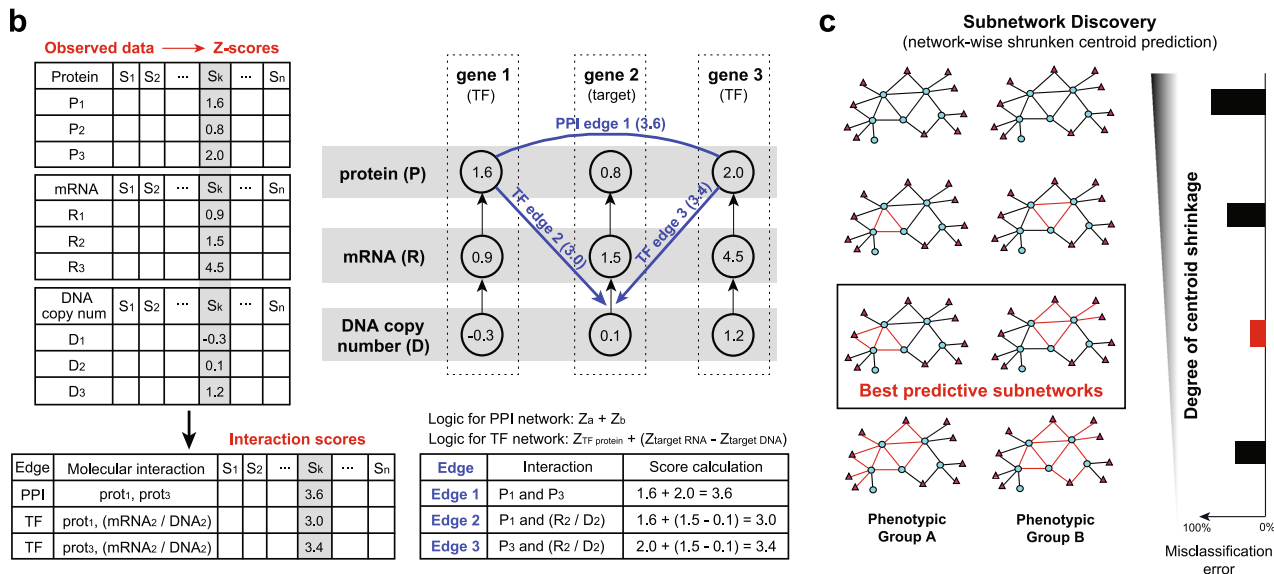 b
Observed data → Z-scores
Protein S1 S2 ... Sk ... Sn
P1 1.6
P2 0.8
P3 2.0
mRNA S1 S2 ... Sk ... Sn
R1 0.9
R2 1.5
R3 4.5
DNA
copy num S1 S2 ... Sk ... Sn
D1 -0.3
D2 0.1
D3 1.2
Interaction scores
Edge Molecular interaction S1 S2 ... Sk ... Sn
PPI prot1, prot3 3.6
TF prot1, (mRNA2 / DNA2) 3.0
TF prot3, (mRNA2 / DNA2) 3.4
gene 1 gene 2 gene 3
(TF) (target) (TF)
PPI edge 1 (3.6)
protein (P) 1.6 0.8 2.0
TF edge 2 (3.0)
TF edge 3 (3.4)
mRNA (R) 0.9 1.5 4.5
DNA copy
number (D) -0.3 0.1 1.2
Logic for PPI network: Za + Zb
Logic for TF network: ZTF protein + (Ztarget RNA - Ztarget DNA)
Edge Interaction Score calculation
Edge 1 P1 and P3 1.6 + 2.0 = 3.6
Edge 2 P1 and (R2 / D2) 1.6 + (1.5 - 0.1) = 3.0
Edge 3 P3 and (R2 / D2) 2.0 + (1.5 - 0.1) = 3.4
c
Subnetwork Discovery
(network-wise shrunken centroid prediction)
Best predictive subnetworks
Phenotypic
Group A
Phenotypic
Group B
Degree of centroid shrinkage
100% 0%
Misclassification
error